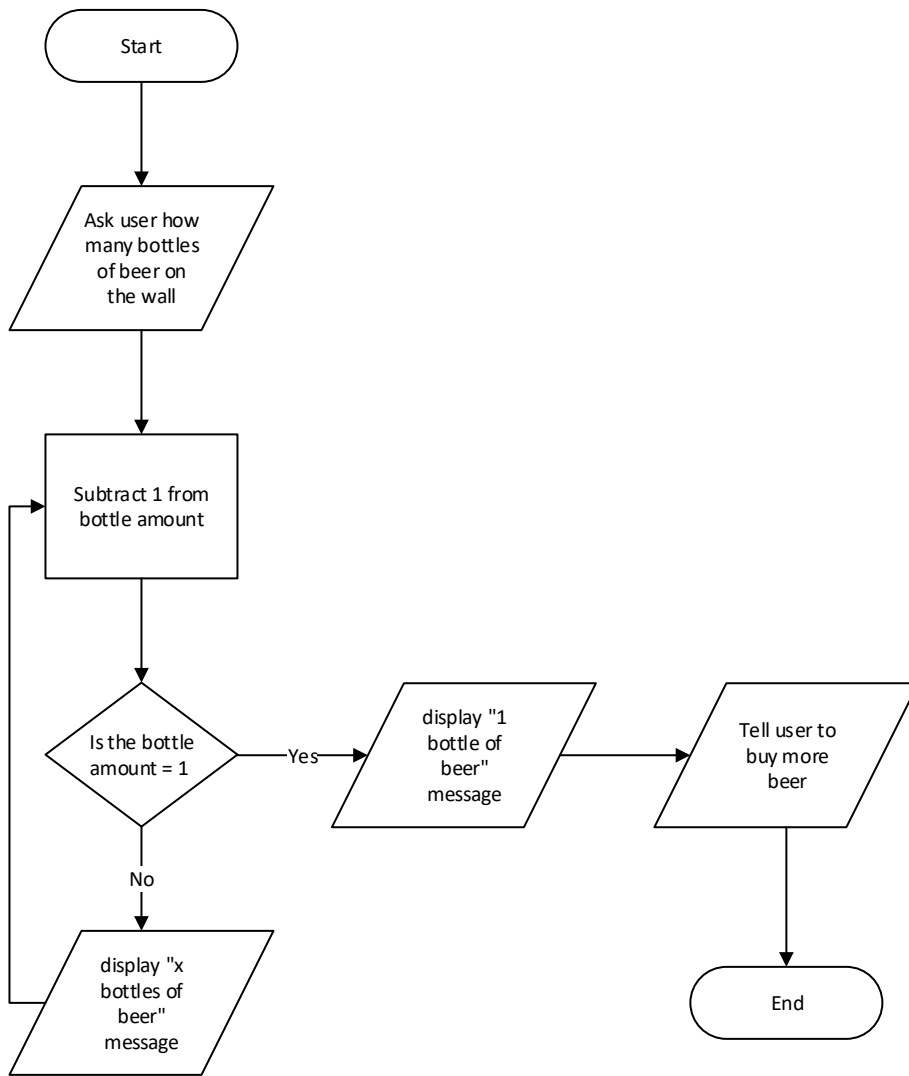 Start
Ask user how
many bottles
of beer on
the wall
Subtract 1 from
bottle amount
Is the bottle
amount = 1
Yes
display "1
bottle of
beer"
message
Tell user to
buy more
beer
No
display "x
bottles of
beer"
message
End